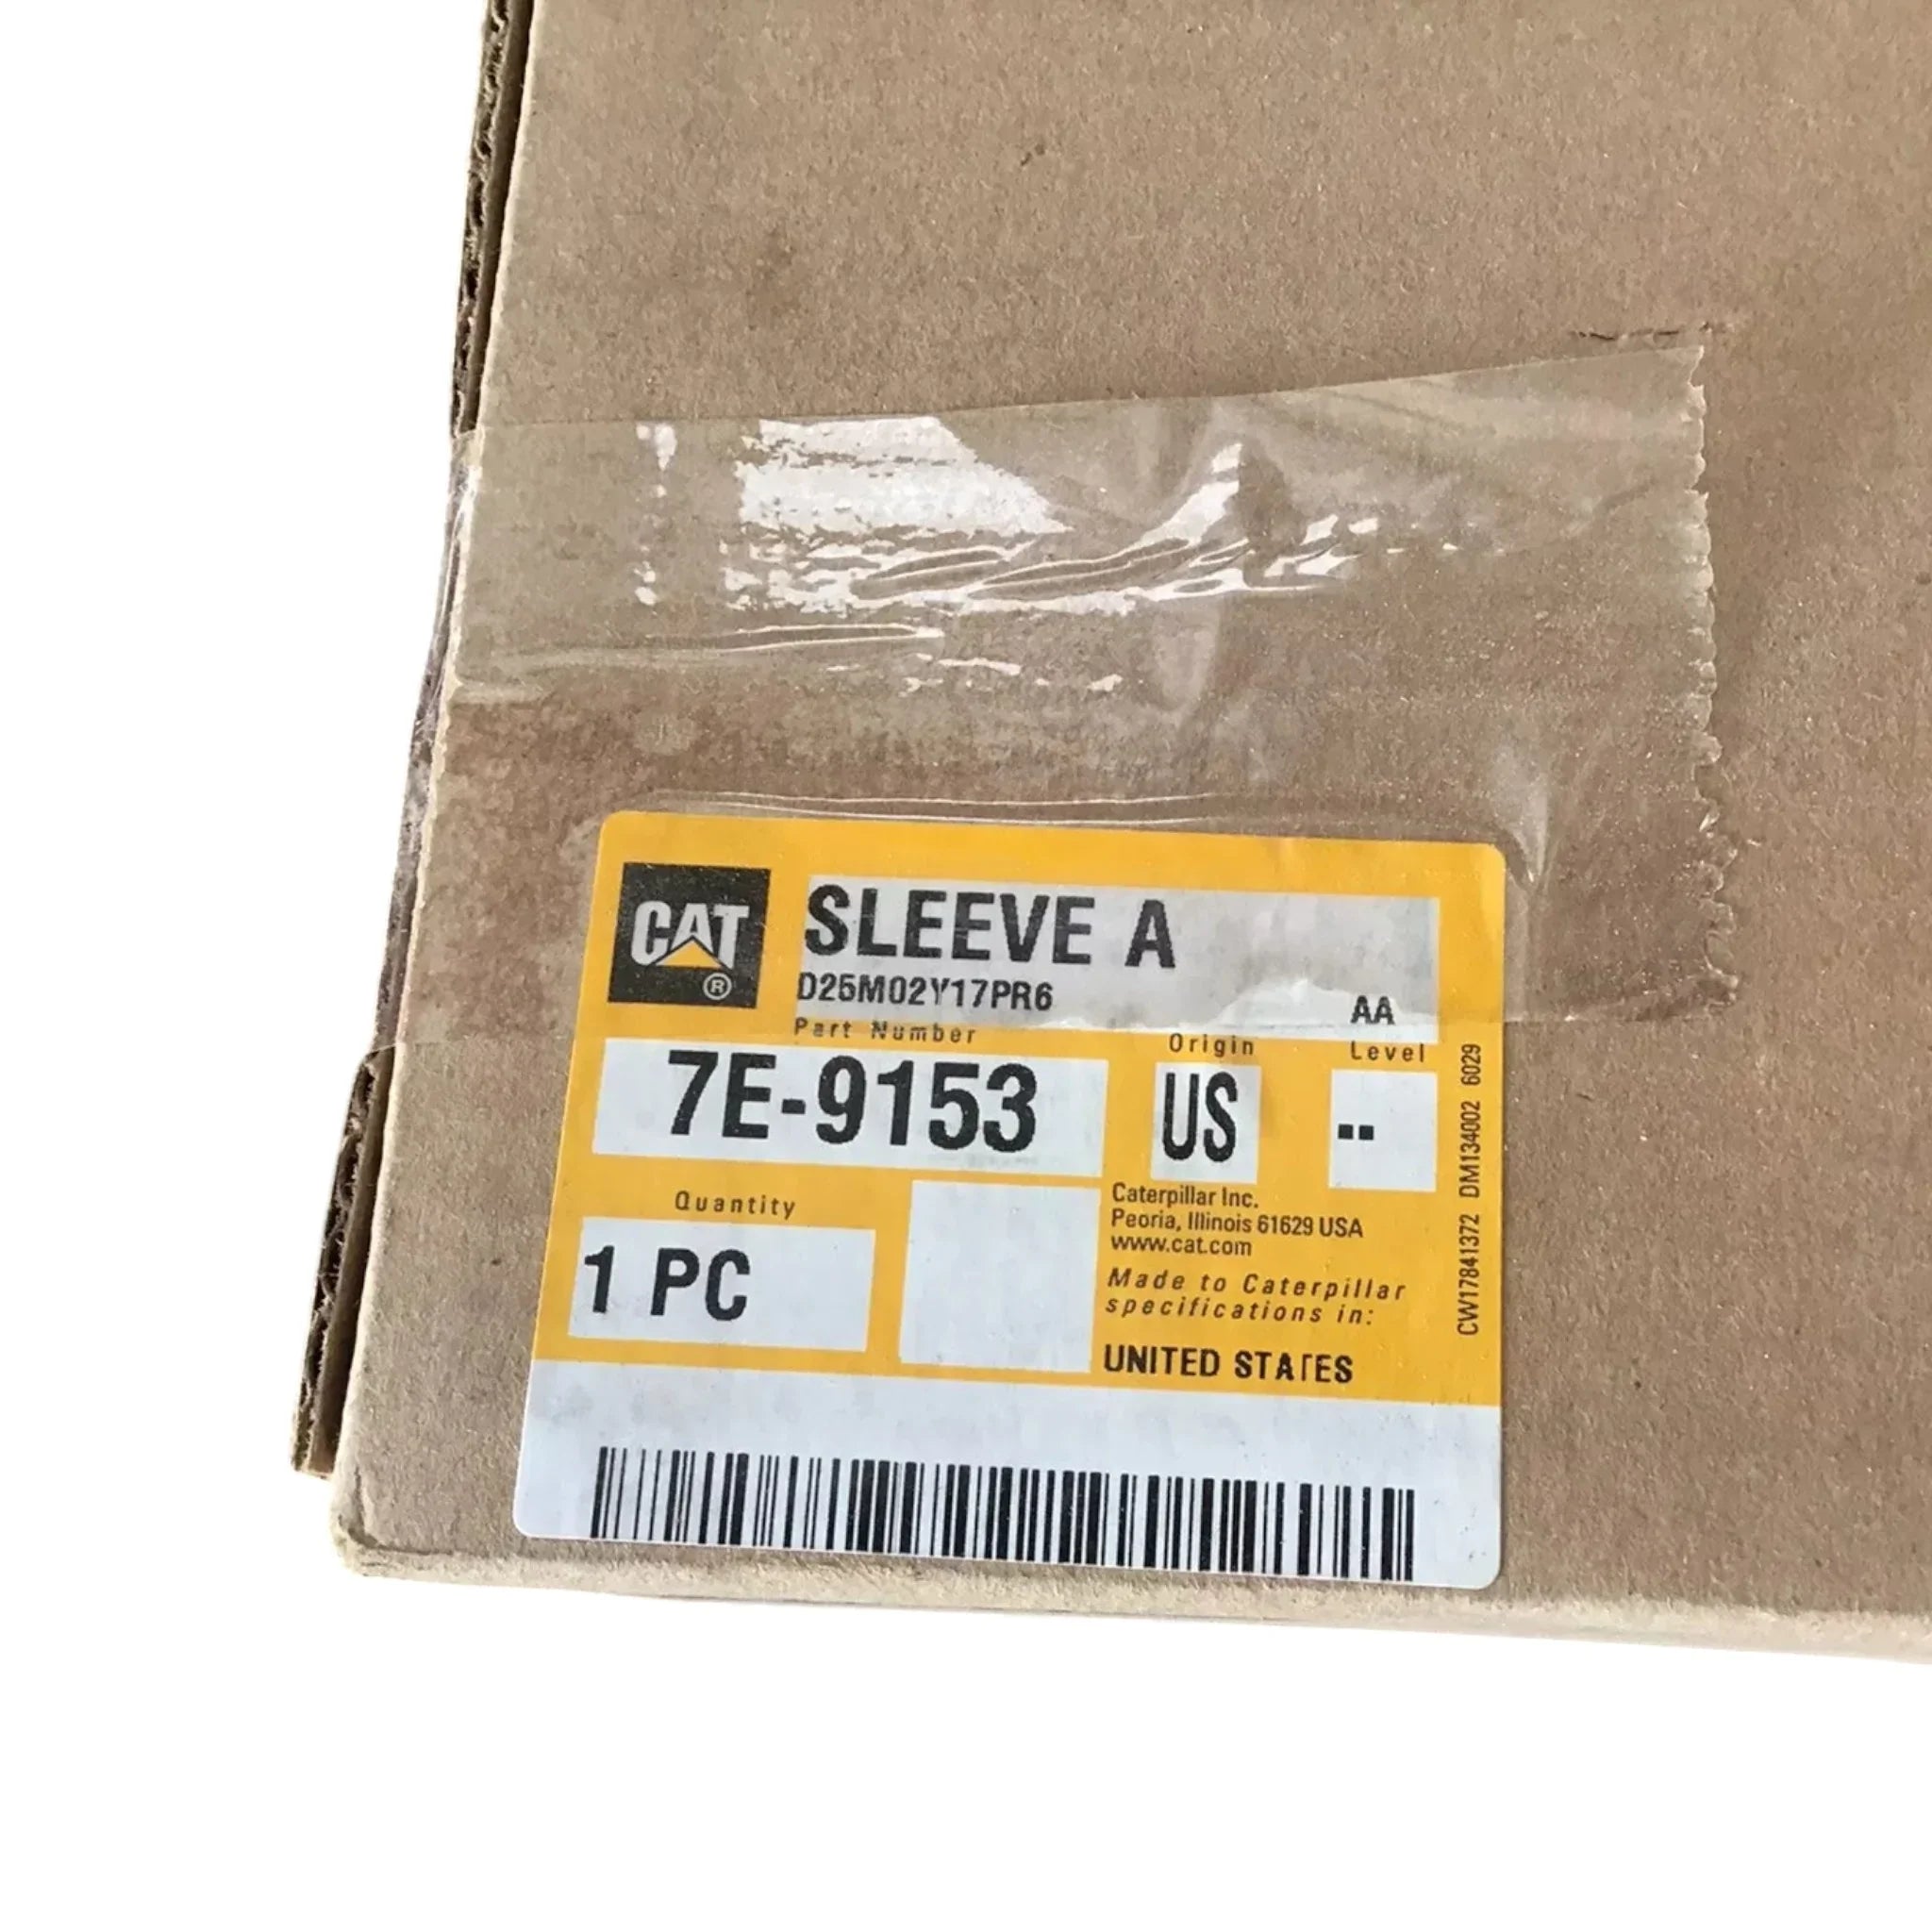 CAT
®
SLEEVE A
D25M02Y17PR6
AA
Part Number
Origin
Level
7E-9153
US
--
Quantity
1 PC
Caterpillar Inc.
Peoria, Illinois 61629 USA
www.cat.com
Made to Caterpillar
specifications in:
UNITED STATES
CW17841372 DM134002 6029